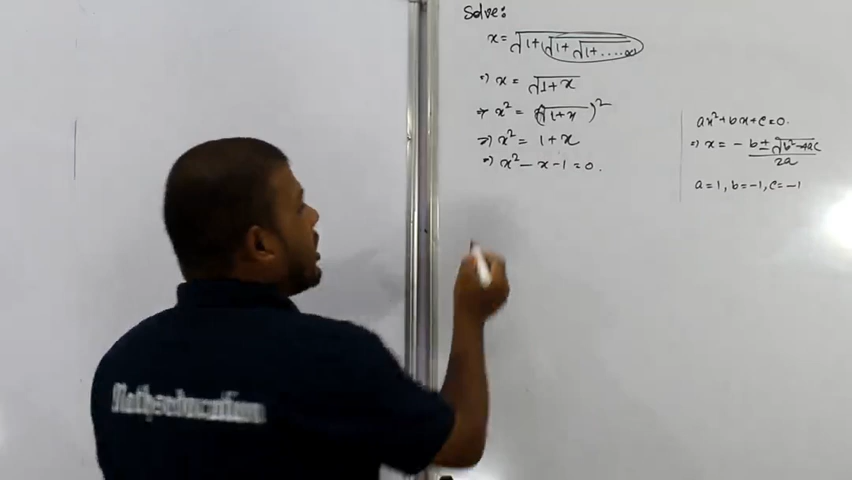 Solve:
x = √1+√1+√1+....∞
⇒ x = √1+x
⇒ x² = (√1+x)²
⇒ x² = 1+x
⇒ x² - x - 1 = 0.
ax²+bx+c=0.
⇒ x = -b±√b²-4ac
2a
a=1, b=-1, c=-1
Mathseducation